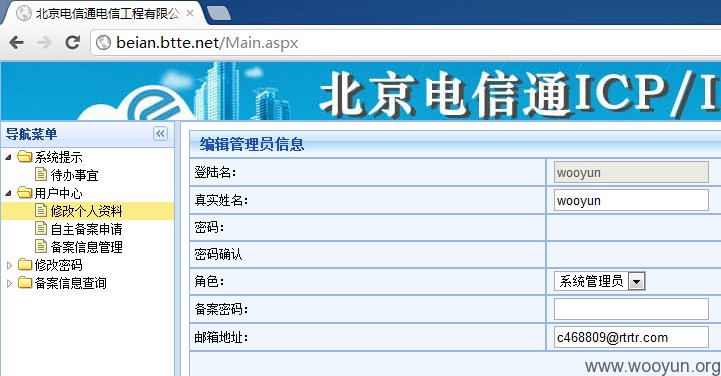 北京电信通电信工程有限公
beian.btte.net/Main.aspx
北京电信通ICP/I
导航菜单
系统提示
待办事宜
用户中心
修改个人资料
自主备案申请
备案信息管理
修改密码
备案信息查询
编辑管理员信息
登陆名：
wooyun
真实姓名：
wooyun
密码：
密码确认
角色：
系统管理员
备案密码：
邮箱地址：
c468809@rtrtr.com
www.wooyun.org